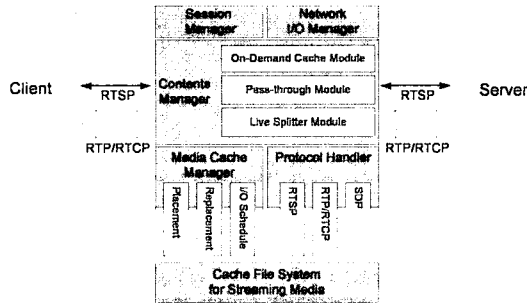 Session
Manager
Network
I/O Manager
On-Demand Cache Module
Client
RTSP
Contents
Manager
Pass-through Module
RTSP
Server
Live Splitter Module
RTP/RTCP
RTP/RTCP
Media Cache
Manager
Protocol Handler
Placement
Replacement
I/O Schedule
RTSP
RTP/RTCP
SDP
Cache File System
for Streaming Media